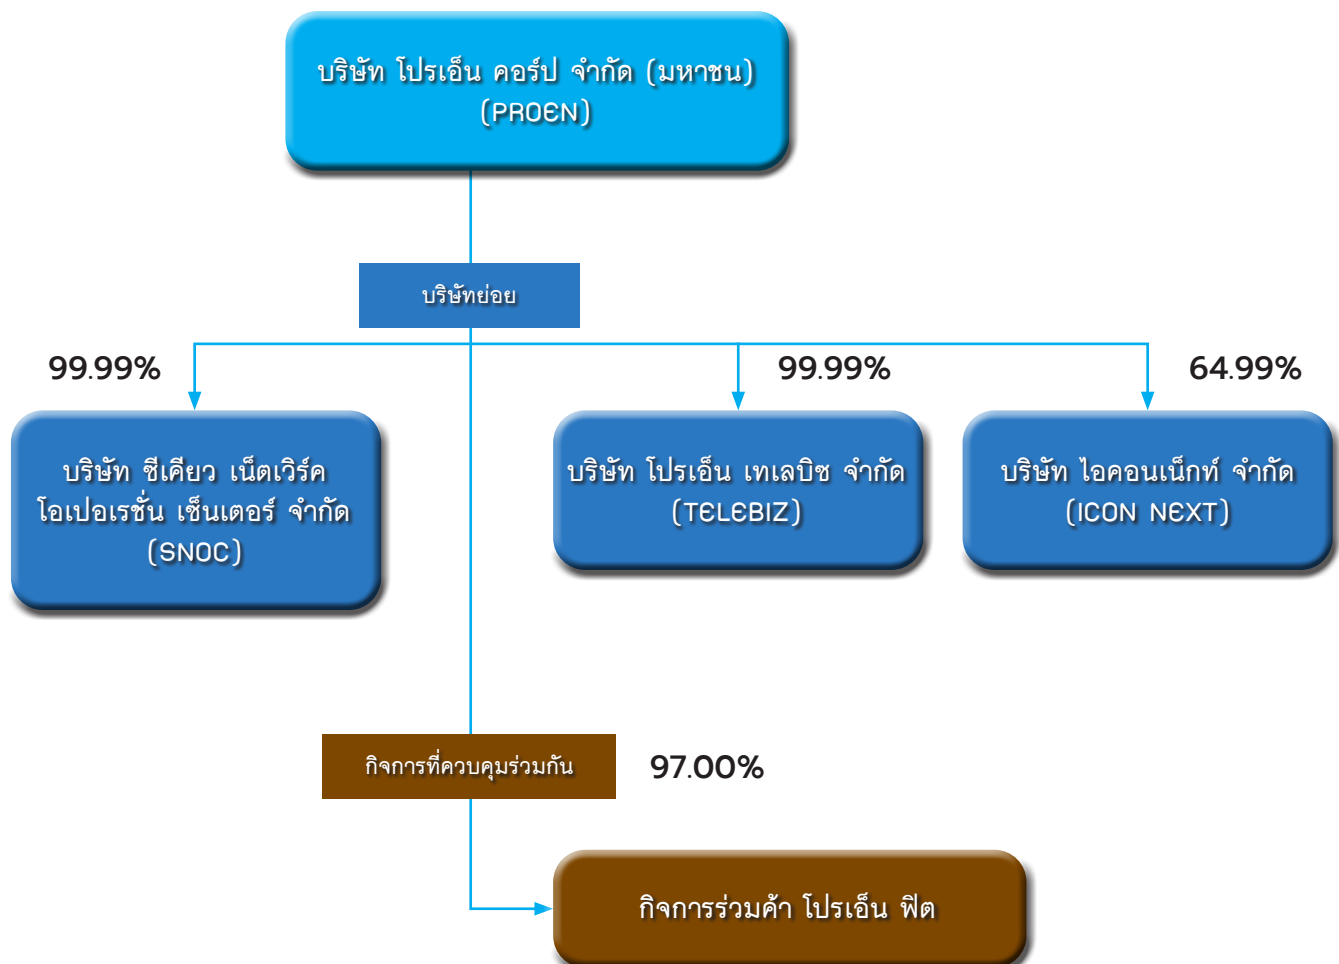 บริษัท โปรเอ็น คอร์ป จำกัด (มหาชน)
(PROEN)
บริษัทย่อย
99.99%
99.99%
64.99%
บริษัท ซีเคียว เน็ตเวิร์ค
โอเปอเรชั่น เซ็นเตอร์ จำกัด
(SNOC)
บริษัท โปรเอ็น เทเลบิซ จำกัด
(TELEBIZ)
บริษัท ไอคอนเน็กท์ จำกัด
(ICON NEXT)
กิจการที่ควบคุมร่วมกัน
97.00%
กิจการร่วมค้า โปรเอ็น ฟิต